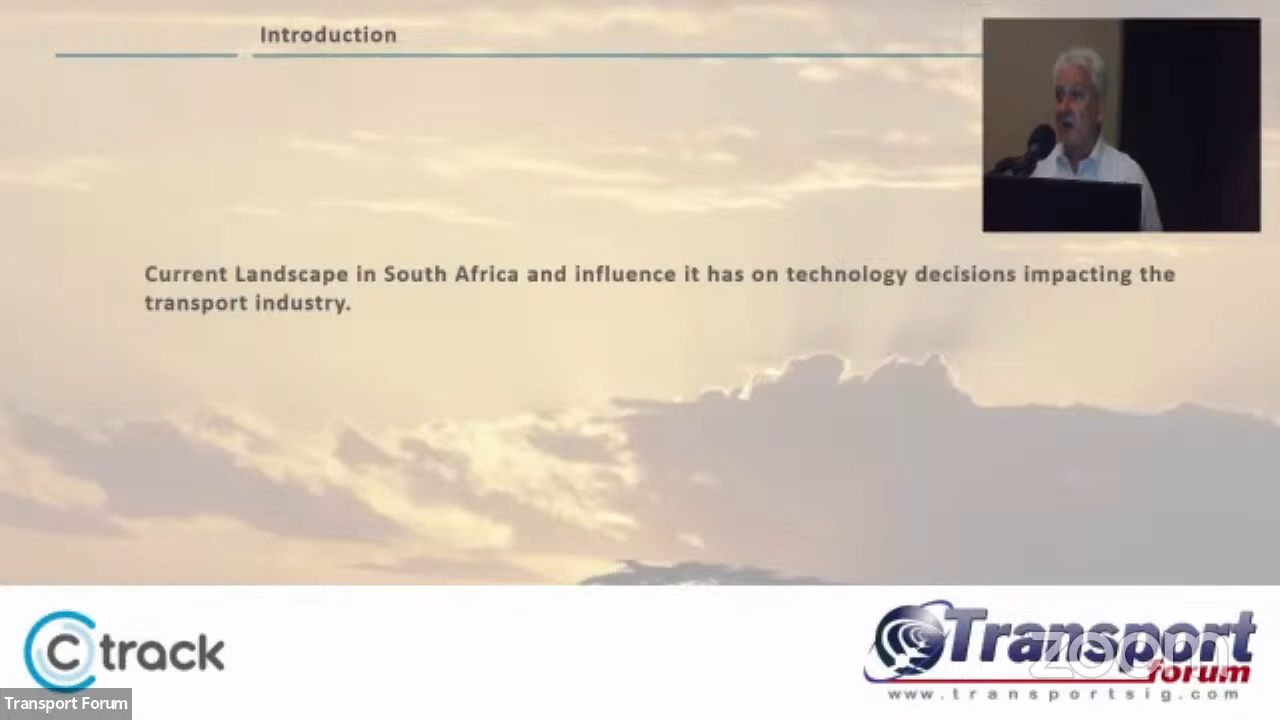 Introduction
Current Landscape in South Africa and influence it has on technology decisions impacting the
transport industry.
Ctrack
Transport
forum
zoom
www.transportsig.com
Transport Forum